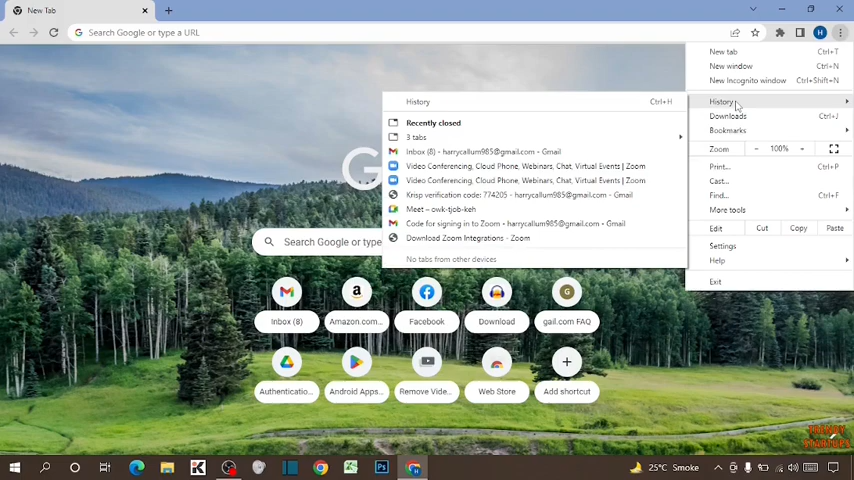 New Tab
Search Google or type a URL
H
New tab Ctrl+T
New window Ctrl+N
New Incognito window Ctrl+Shift+N
History
Downloads Ctrl+J
Bookmarks
Zoom - 100% +
Print... Ctrl+P
Cast...
Find... Ctrl+F
More tools
Edit Cut Copy Paste
Settings
Help
Exit
History Ctrl+H
Recently closed
3 tabs
Inbox (8) - harrycallum985@gmail.com - Gmail
Video Conferencing, Cloud Phone, Webinars, Chat, Virtual Events | Zoom
Video Conferencing, Cloud Phone, Webinars, Chat, Virtual Events | Zoom
Krisp verification code: 774205 - harrycallum985@gmail.com - Gmail
Meet – owk-tjob-keh
Code for signing in to Zoom - harrycallum985@gmail.com - Gmail
Download Zoom Integrations - Zoom
No tabs from other devices
G
Search Google or type
G
Inbox (8) Amazon.com... Facebook Download gail.com FAQ
Authenticatio... Android Apps... Remove Vide... Web Store Add shortcut
TRENDY
STARTUPS
25°C Smoke